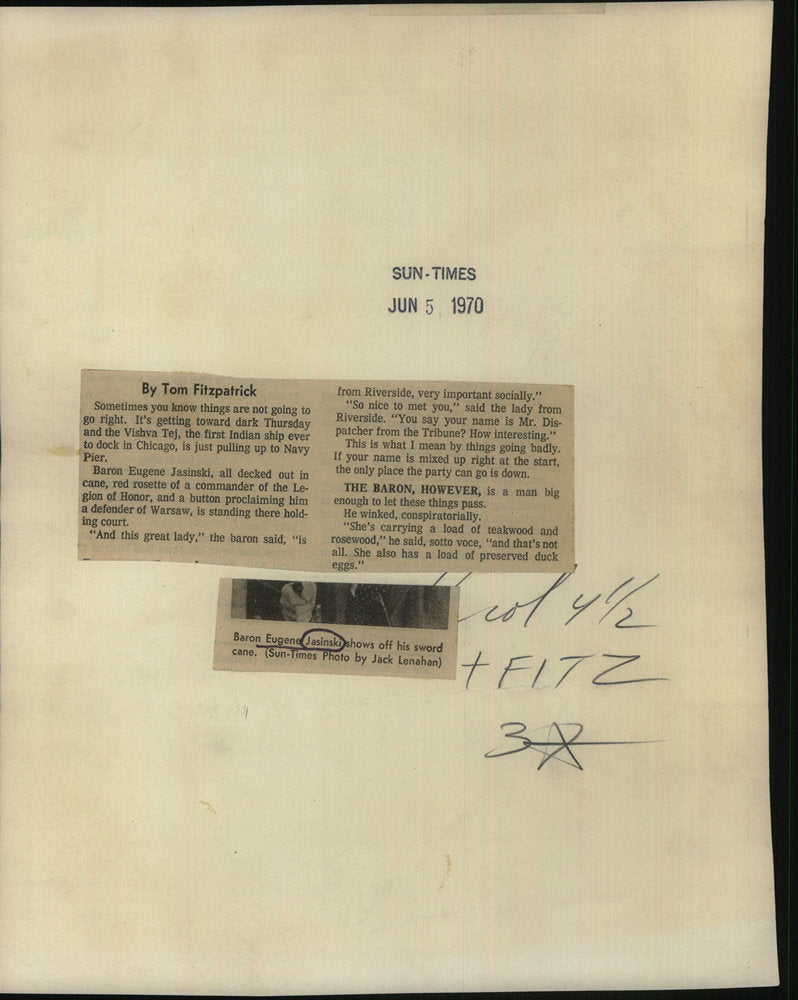 SUN-TIMES
JUN 5 1970
By Tom Fitzpatrick
Sometimes you know things are not going to
go right. It's getting toward dark Thursday
and the Vishva Tej, the first Indian ship ever
to dock in Chicago, is just pulling up to Navy
Pier.
Baron Eugene Jasinski, all decked out in
cane, red rosette of a commander of the Le-
gion of Honor, and a button proclaiming him
a defender of Warsaw, is standing there hold-
ing court.
"And this great lady," the baron said, "is
from Riverside, very important socially."
"So nice to met you," said the lady from
Riverside. "You say your name is Mr. Dis-
patcher from the Tribune? How interesting."
This is what I mean by things going badly.
If your name is mixed up right at the start,
the only place the party can go is down.
THE BARON, HOWEVER, is a man big
enough to let these things pass.
He winked, conspiratorially.
"She's carrying a load of teakwood and
rosewood," he said, sotto voce, "and that's not
all. She also has a load of preserved duck
eggs."
Baron Eugene Jasinski shows off his sword
cane. (Sun-Times Photo by Jack Lenahan)
col 4 1/2
+ FITZ
3